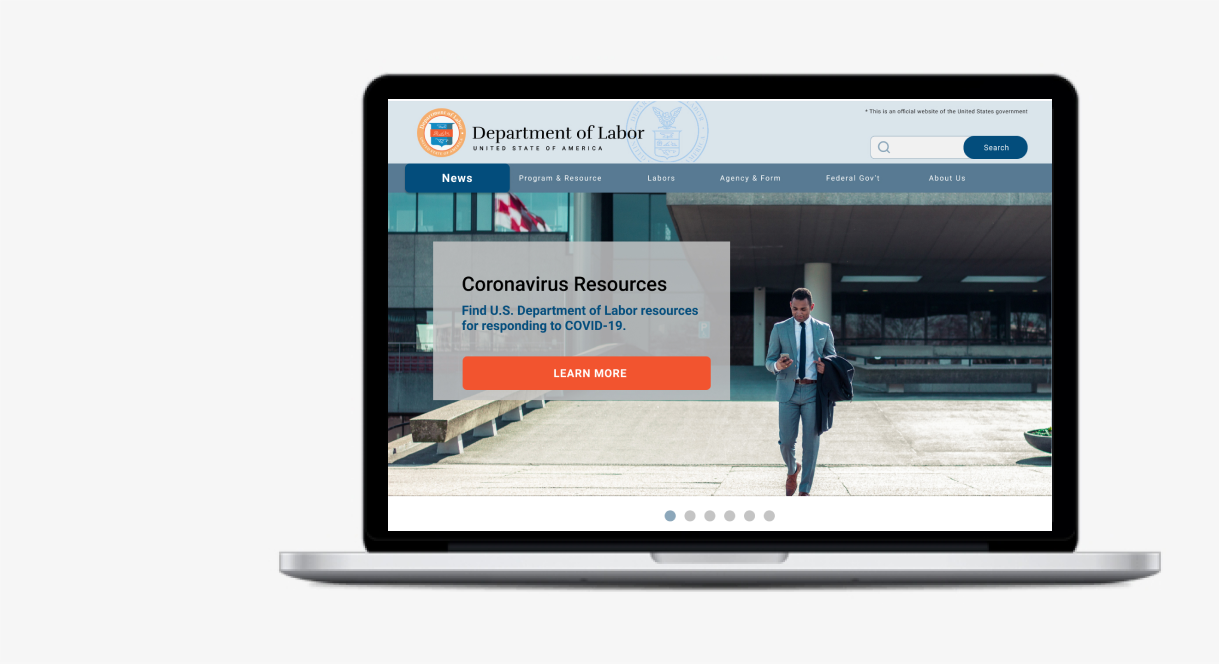 * This is an official website of the United States government
Department of Labor
UNITED STATE OF AMERICA
Search
News
Program & Resource
Labors
Agency & Form
Federal Gov't
About Us
Coronavirus Resources
Find U.S. Department of Labor resources
for responding to COVID-19.
LEARN MORE